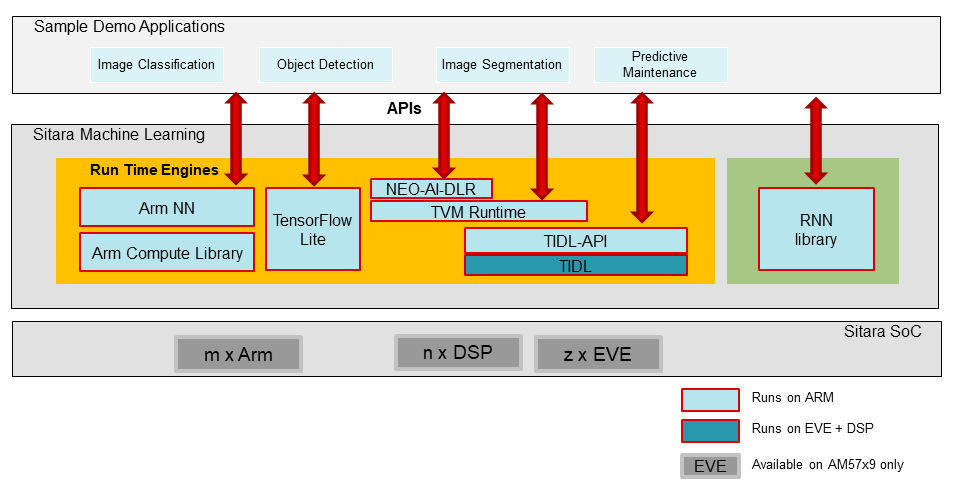 Sample Demo Applications
Image Classification
Object Detection
Image Segmentation
Predictive
Maintenance
APIs
Sitara Machine Learning
Run Time Engines
Arm NN
Arm Compute Library
TensorFlow
Lite
NEO-AI-DLR
TVM Runtime
TIDL-API
TIDL
RNN
library
Sitara SoC
m x Arm
n x DSP
z x EVE
Runs on ARM
Runs on EVE + DSP
EVE
Available on AM57x9 only